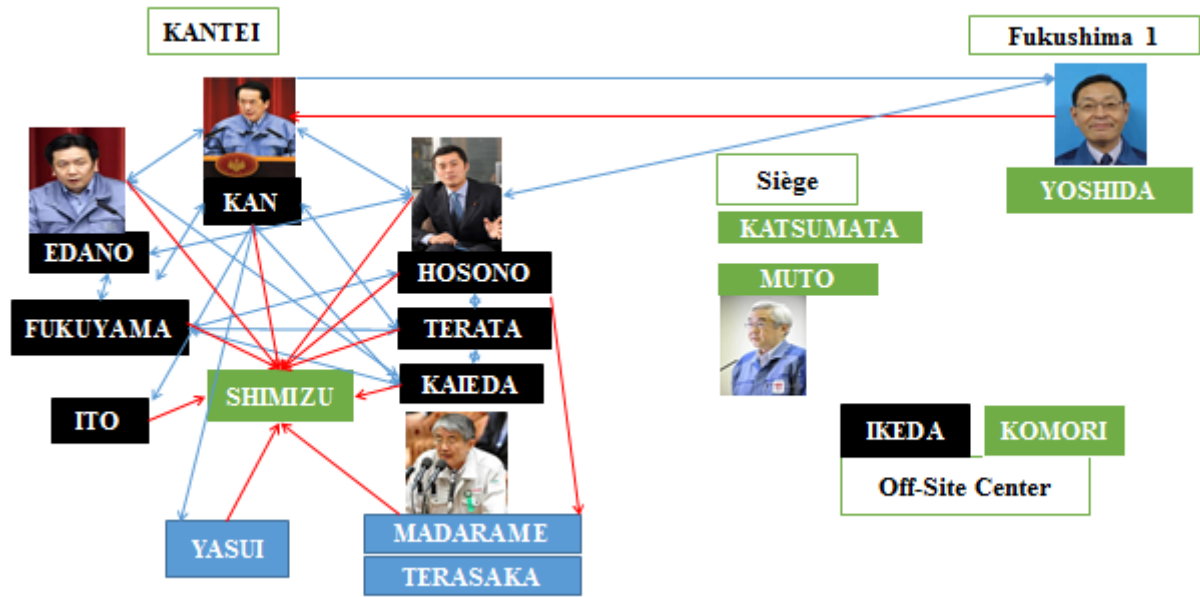 KANTEI
Fukushima 1
KAN
EDANO
HOSONO
FUKUYAMA
TERATA
KAIEDA
SHIMIZU
ITO
YASUI
MADARAME
TERASAKA
Siège
KATSUMATA
MUTO
YOSHIDA
IKEDA
KOMORI
Off-Site Center